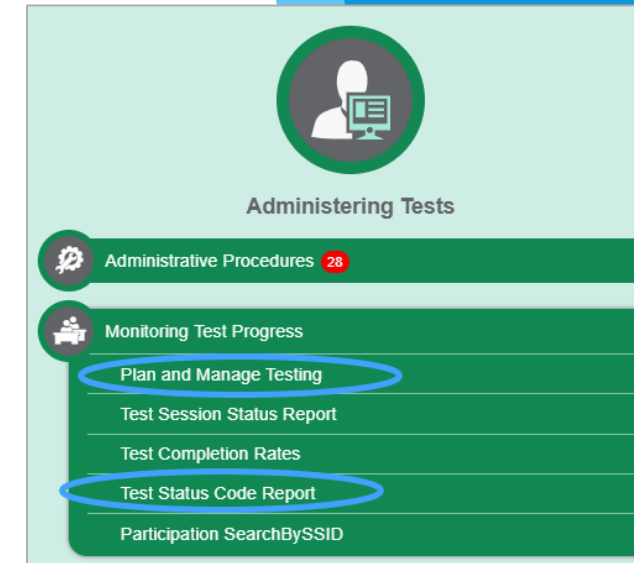 Administering Tests
Administrative Procedures 28
Monitoring Test Progress
Plan and Manage Testing
Test Session Status Report
Test Completion Rates
Test Status Code Report
Participation SearchBySSID